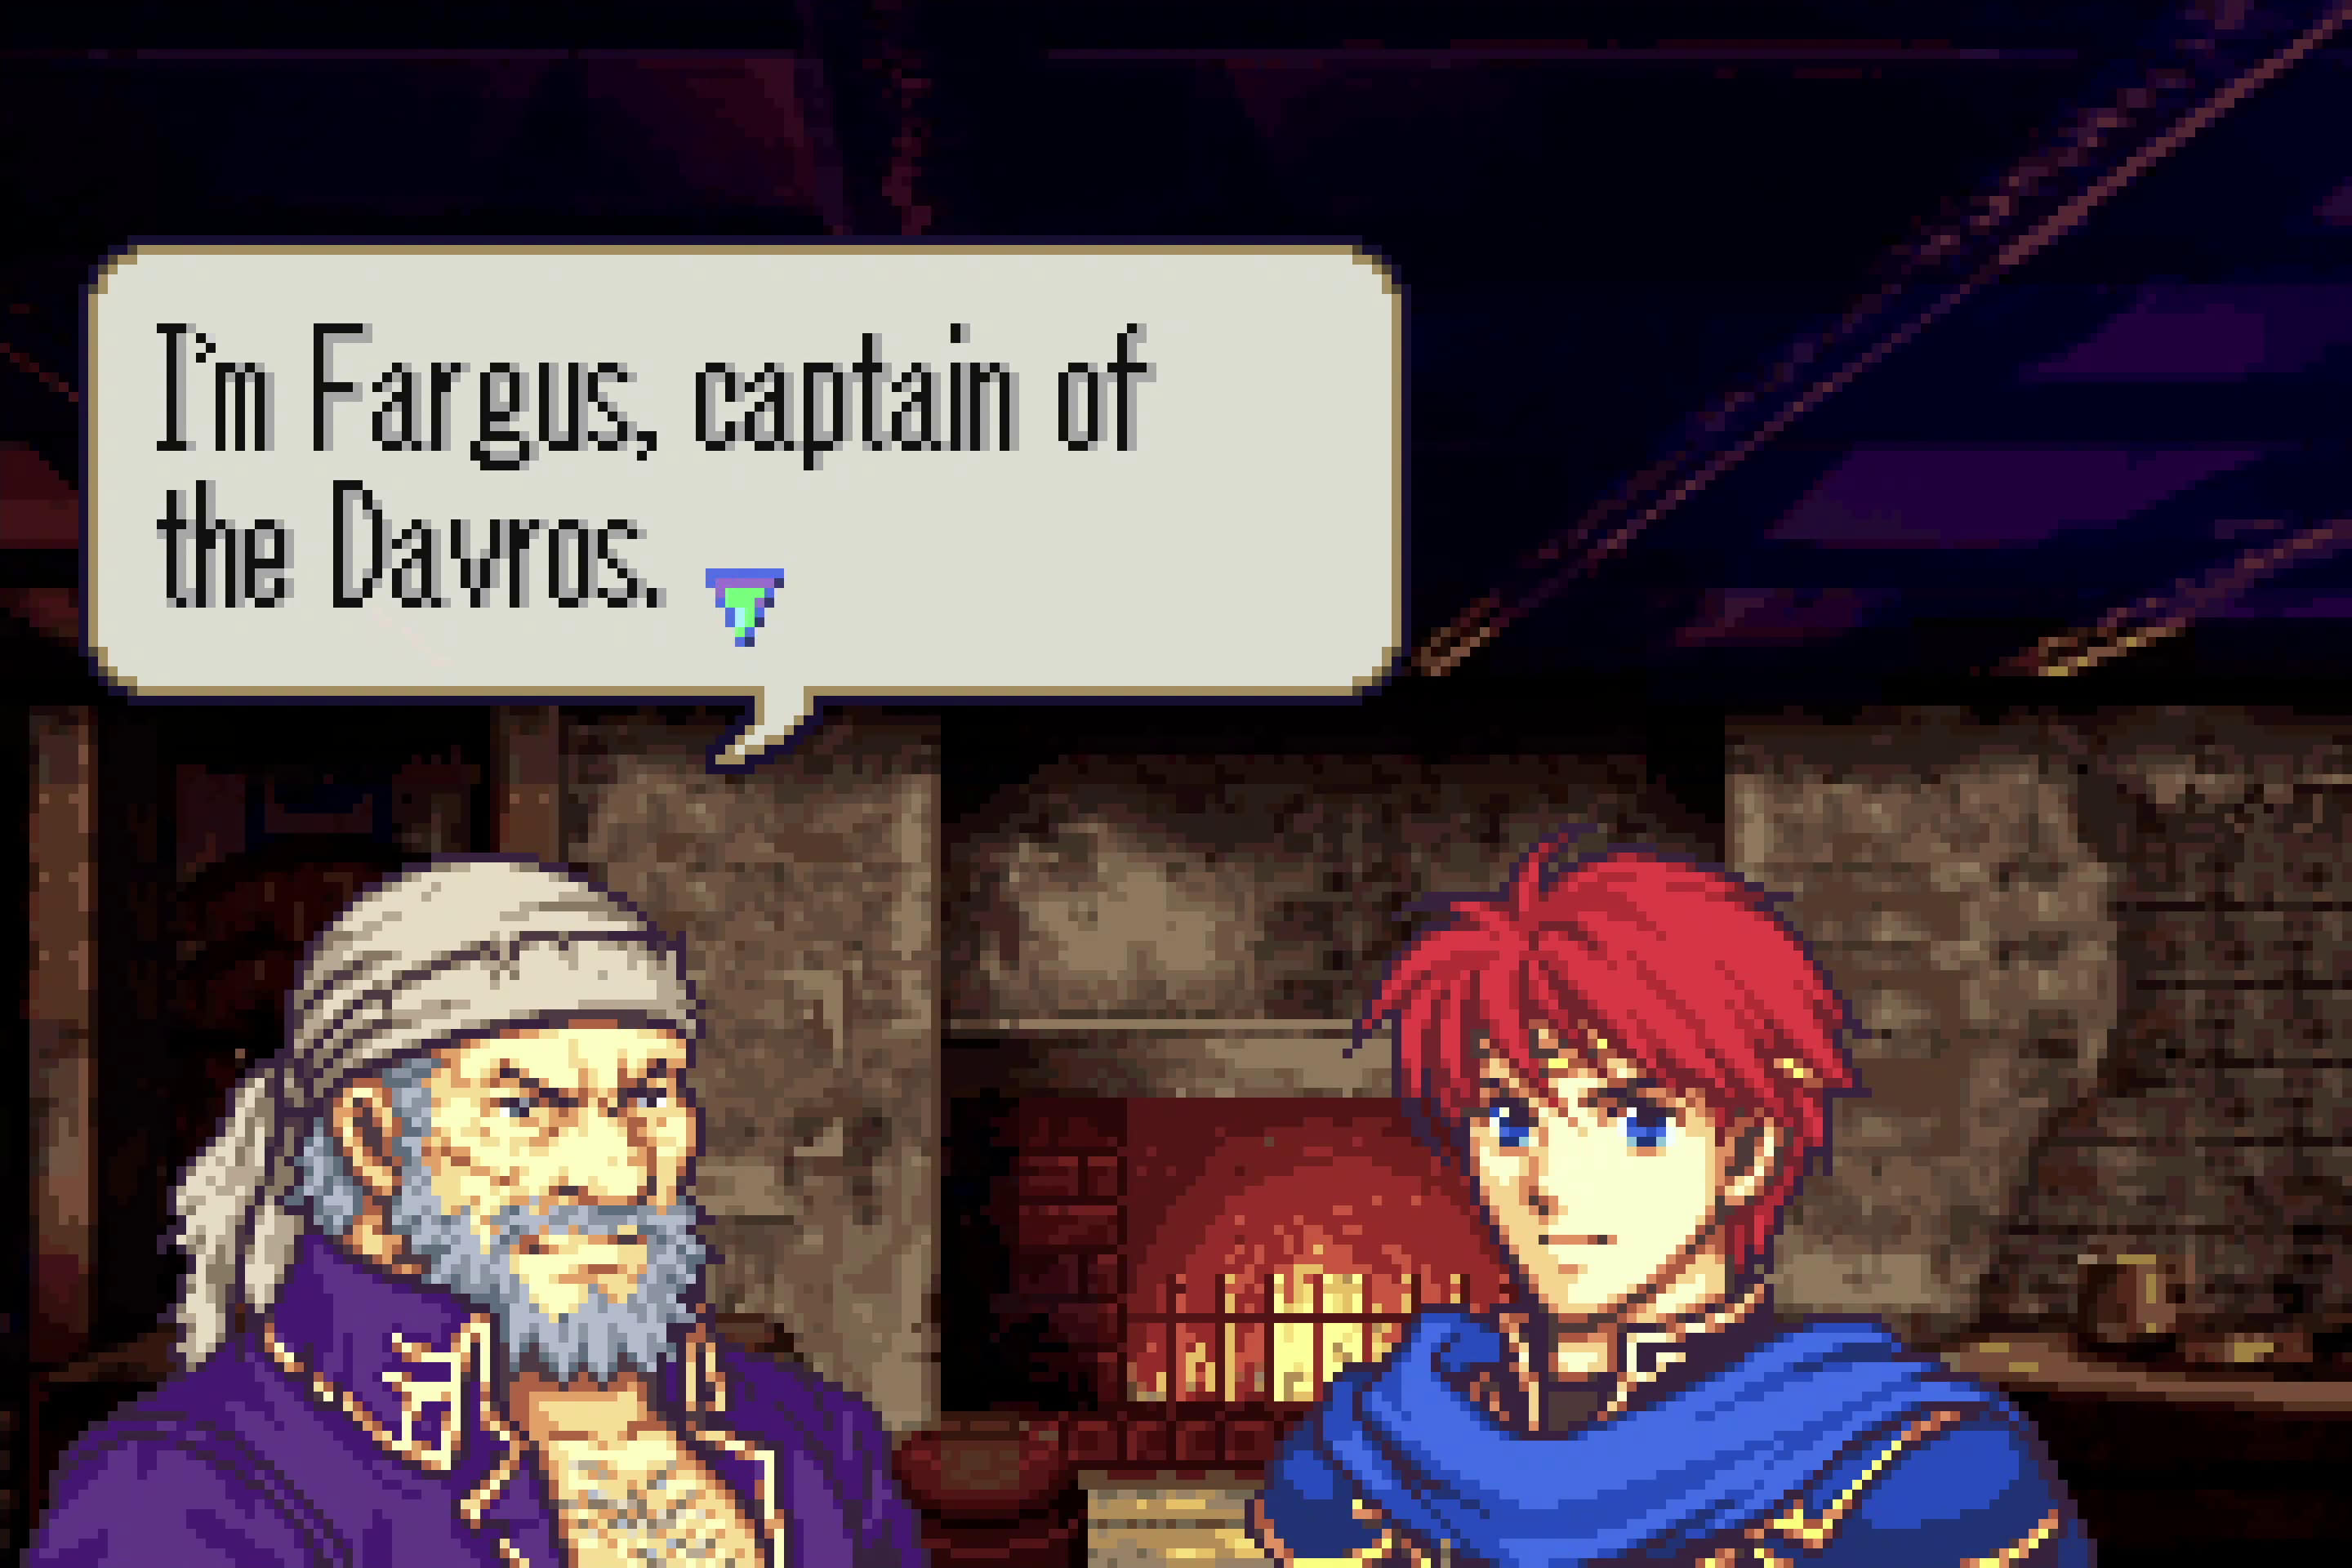 I'm Fargus, captain of
the Davros.